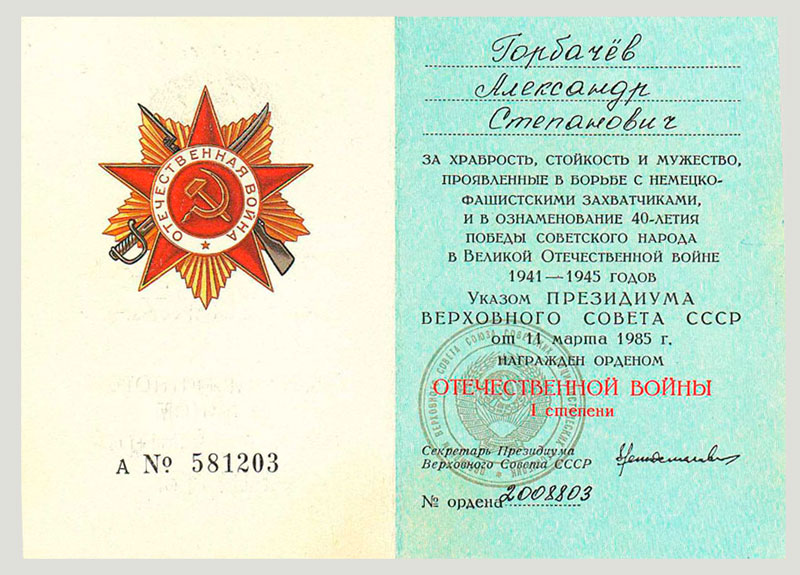 ОТЕЧЕСТВЕННАЯ ВОЙНА
А № 581203
Горбачёв
Александр
Степанович
ЗА ХРАБРОСТЬ, СТОЙКОСТЬ И МУЖЕСТВО,
ПРОЯВЛЕННЫЕ В БОРЬБЕ С НЕМЕЦКО-
ФАШИСТСКИМИ ЗАХВАТЧИКАМИ,
И В ОЗНАМЕНОВАНИЕ 40-ЛЕТИЯ
ПОБЕДЫ СОВЕТСКОГО НАРОДА
В ВЕЛИКОЙ ОТЕЧЕСТВЕННОЙ ВОЙНЕ
1941—1945 ГОДОВ
УКАЗОМ ПРЕЗИДИУМА
ВЕРХОВНОГО СОВЕТА СССР
от 11 марта 1985 г.
НАГРАЖДЕН ОРДЕНОМ
ОТЕЧЕСТВЕННОЙ ВОЙНЫ
I степени
Секретарь Президиума
Верховного Совета СССР
№ ордена 2008803